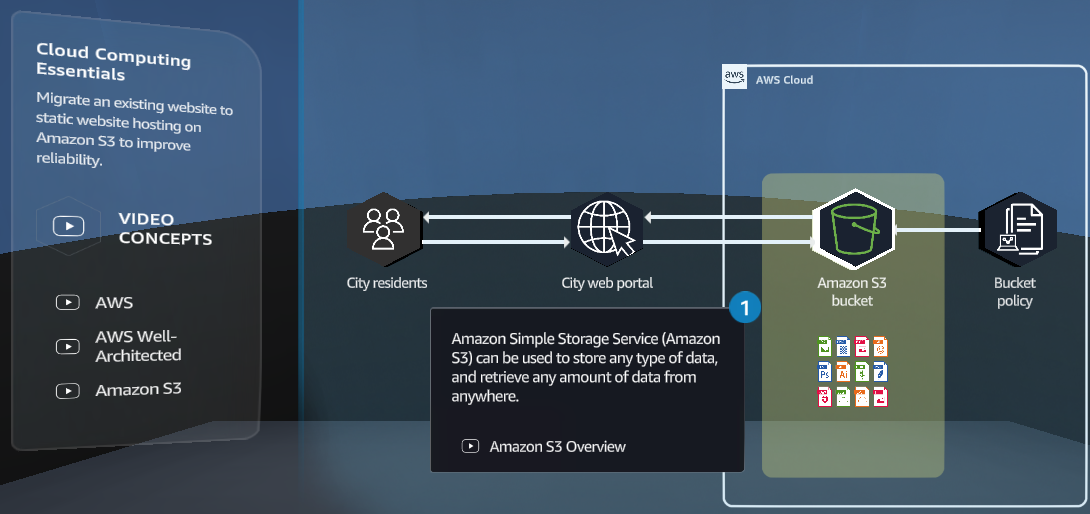 Cloud Computing
Essentials
Migrate an existing website to
static website hosting on
Amazon S3 to improve
reliability.
VIDEO
CONCEPTS
AWS
AWS Well-
Architected
Amazon S3
aws
AWS Cloud
City residents
City web portal
Amazon S3
bucket
Bucket
policy
1
Amazon Simple Storage Service (Amazon
S3) can be used to store any type of data,
and retrieve any amount of data from
anywhere.
Amazon S3 Overview
Ps
Ai